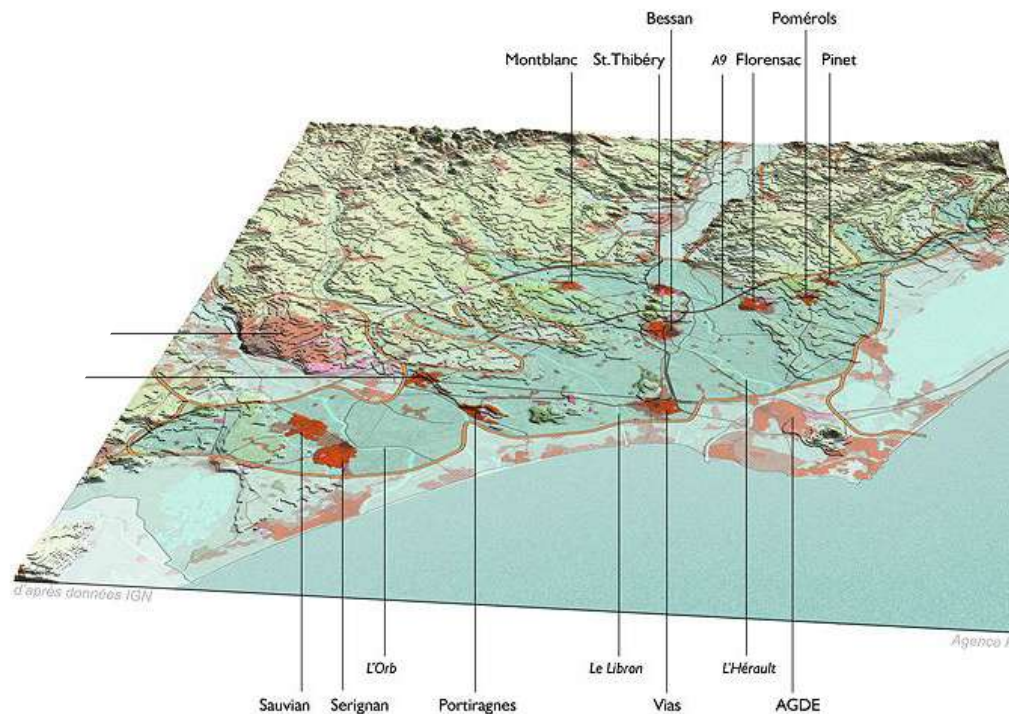 Bessan
Pomérols
Montblanc
St.Thibéry
A9
Florensac
Pinet
d'après données IGN
Agence
L'Orb
Le Libron
L'Hérault
Sauvian
Serignan
Portiragnes
Vias
AGDE